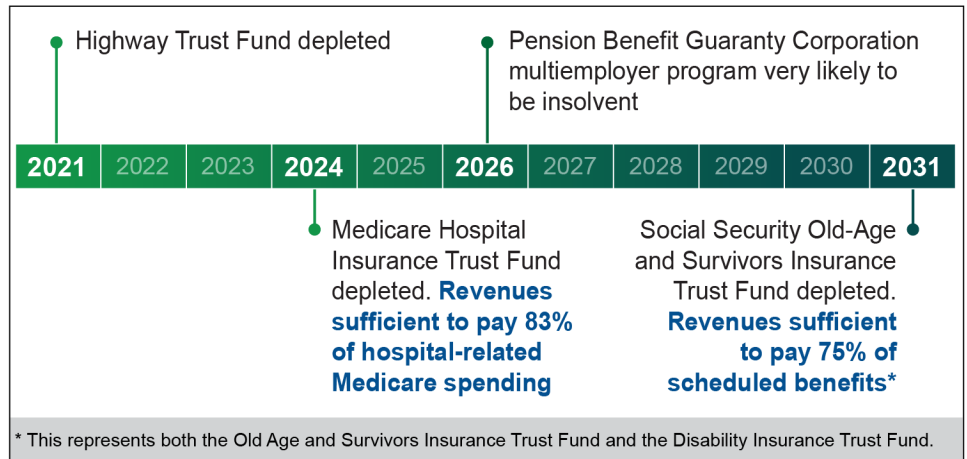 Highway Trust Fund depleted
Pension Benefit Guaranty Corporation
multiemployer program very likely to
be insolvent
2021 2022 2023 2024 2025 2026 2027 2028 2029 2030 2031
Medicare Hospital
Insurance Trust Fund
depleted. Revenues
sufficient to pay 83%
of hospital-related
Medicare spending
Social Security Old-Age
and Survivors Insurance
Trust Fund depleted.
Revenues sufficient
to pay 75% of
scheduled benefits*
* This represents both the Old Age and Survivors Insurance Trust Fund and the Disability Insurance Trust Fund.